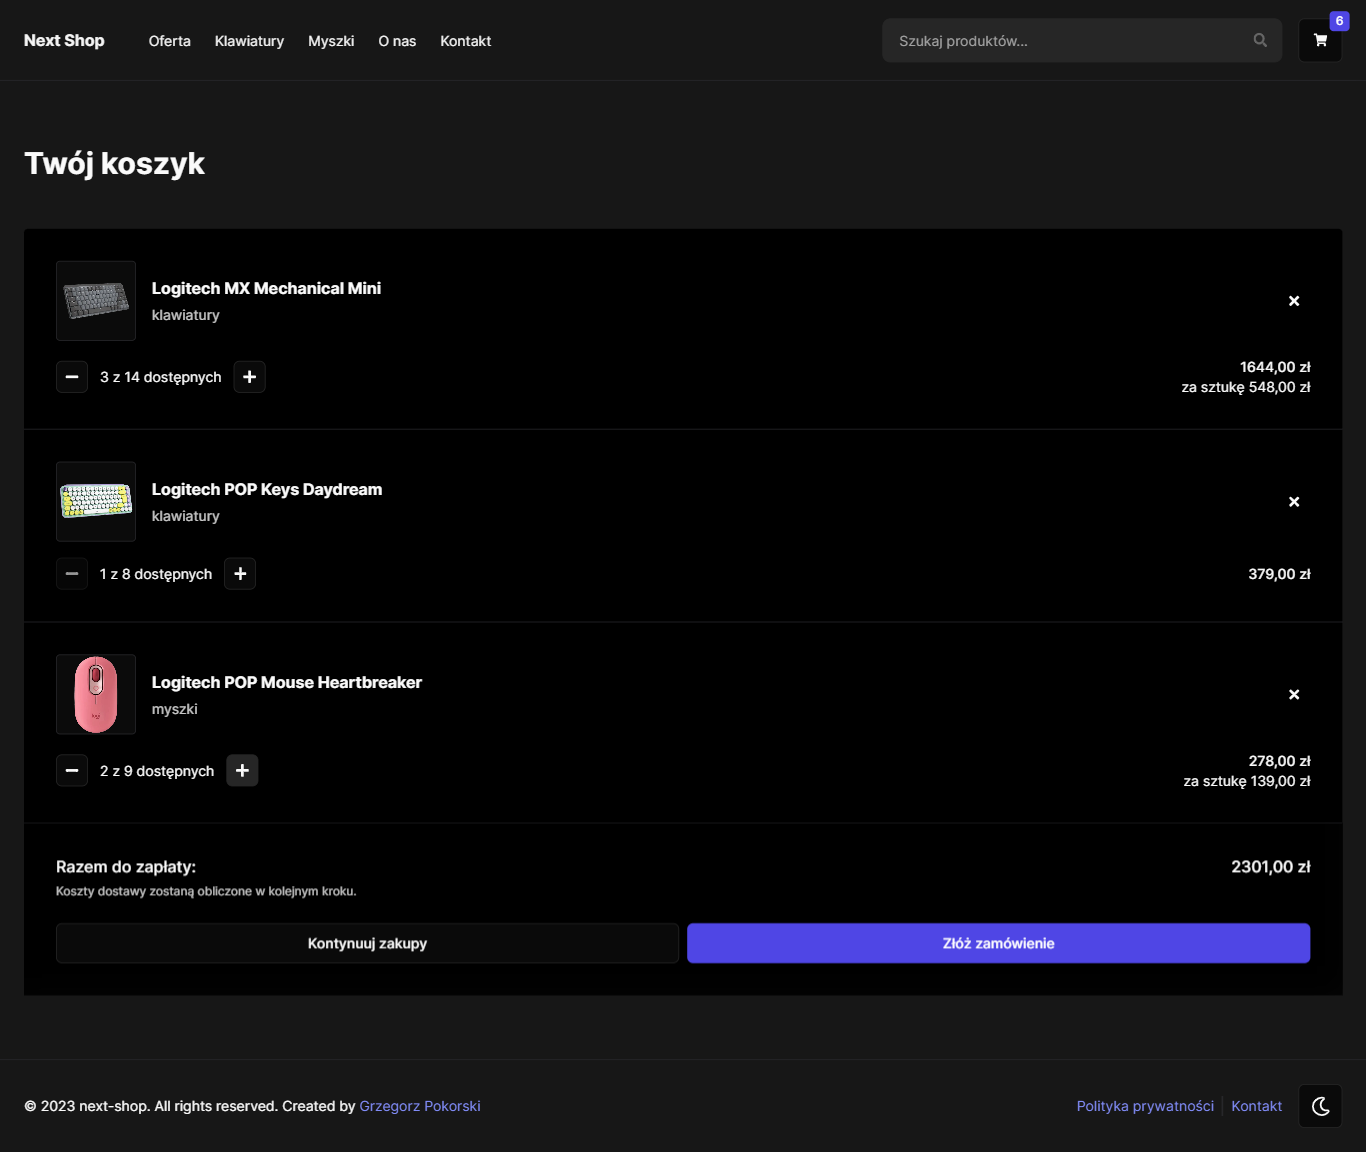 Next Shop Oferta Klawiatury Myszki O nas Kontakt Szukaj produktów... 6
Twój koszyk
Logitech MX Mechanical Mini
klawiatury
3 z 14 dostępnych
1644,00 zł
za sztukę 548,00 zł
Logitech POP Keys Daydream
klawiatury
1 z 8 dostępnych 379,00 zł
logi
Logitech POP Mouse Heartbreaker
myszki
2 z 9 dostępnych
278,00 zł
za sztukę 139,00 zł
Razem do zapłaty: 2301,00 zł
Koszty dostawy zostaną obliczone w kolejnym kroku.
Kontynuuj zakupy Złóż zamówienie
© 2023 next-shop. All rights reserved. Created by Grzegorz Pokorski Polityka prywatności Kontakt